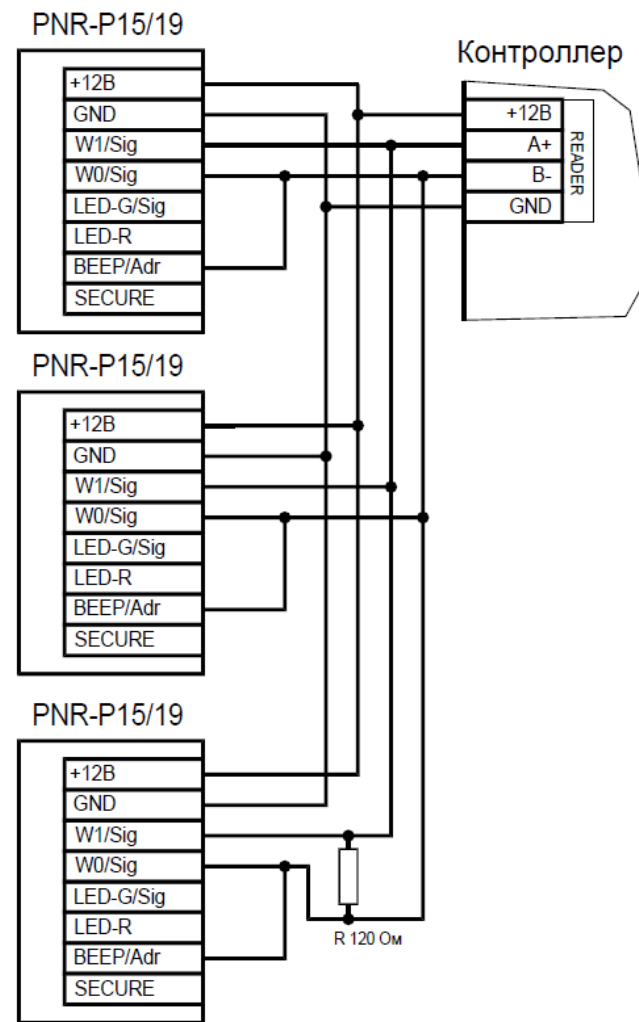 PNR-P15/19
+12В
GND
W1/Sig
W0/Sig
LED-G/Sig
LED-R
BEEP/Adr
SECURE
Контроллер
+12В
A+
B-
GND
READER
PNR-P15/19
+12В
GND
W1/Sig
W0/Sig
LED-G/Sig
LED-R
BEEP/Adr
SECURE
PNR-P15/19
+12В
GND
W1/Sig
W0/Sig
LED-G/Sig
LED-R
BEEP/Adr
SECURE
R 120 Ом